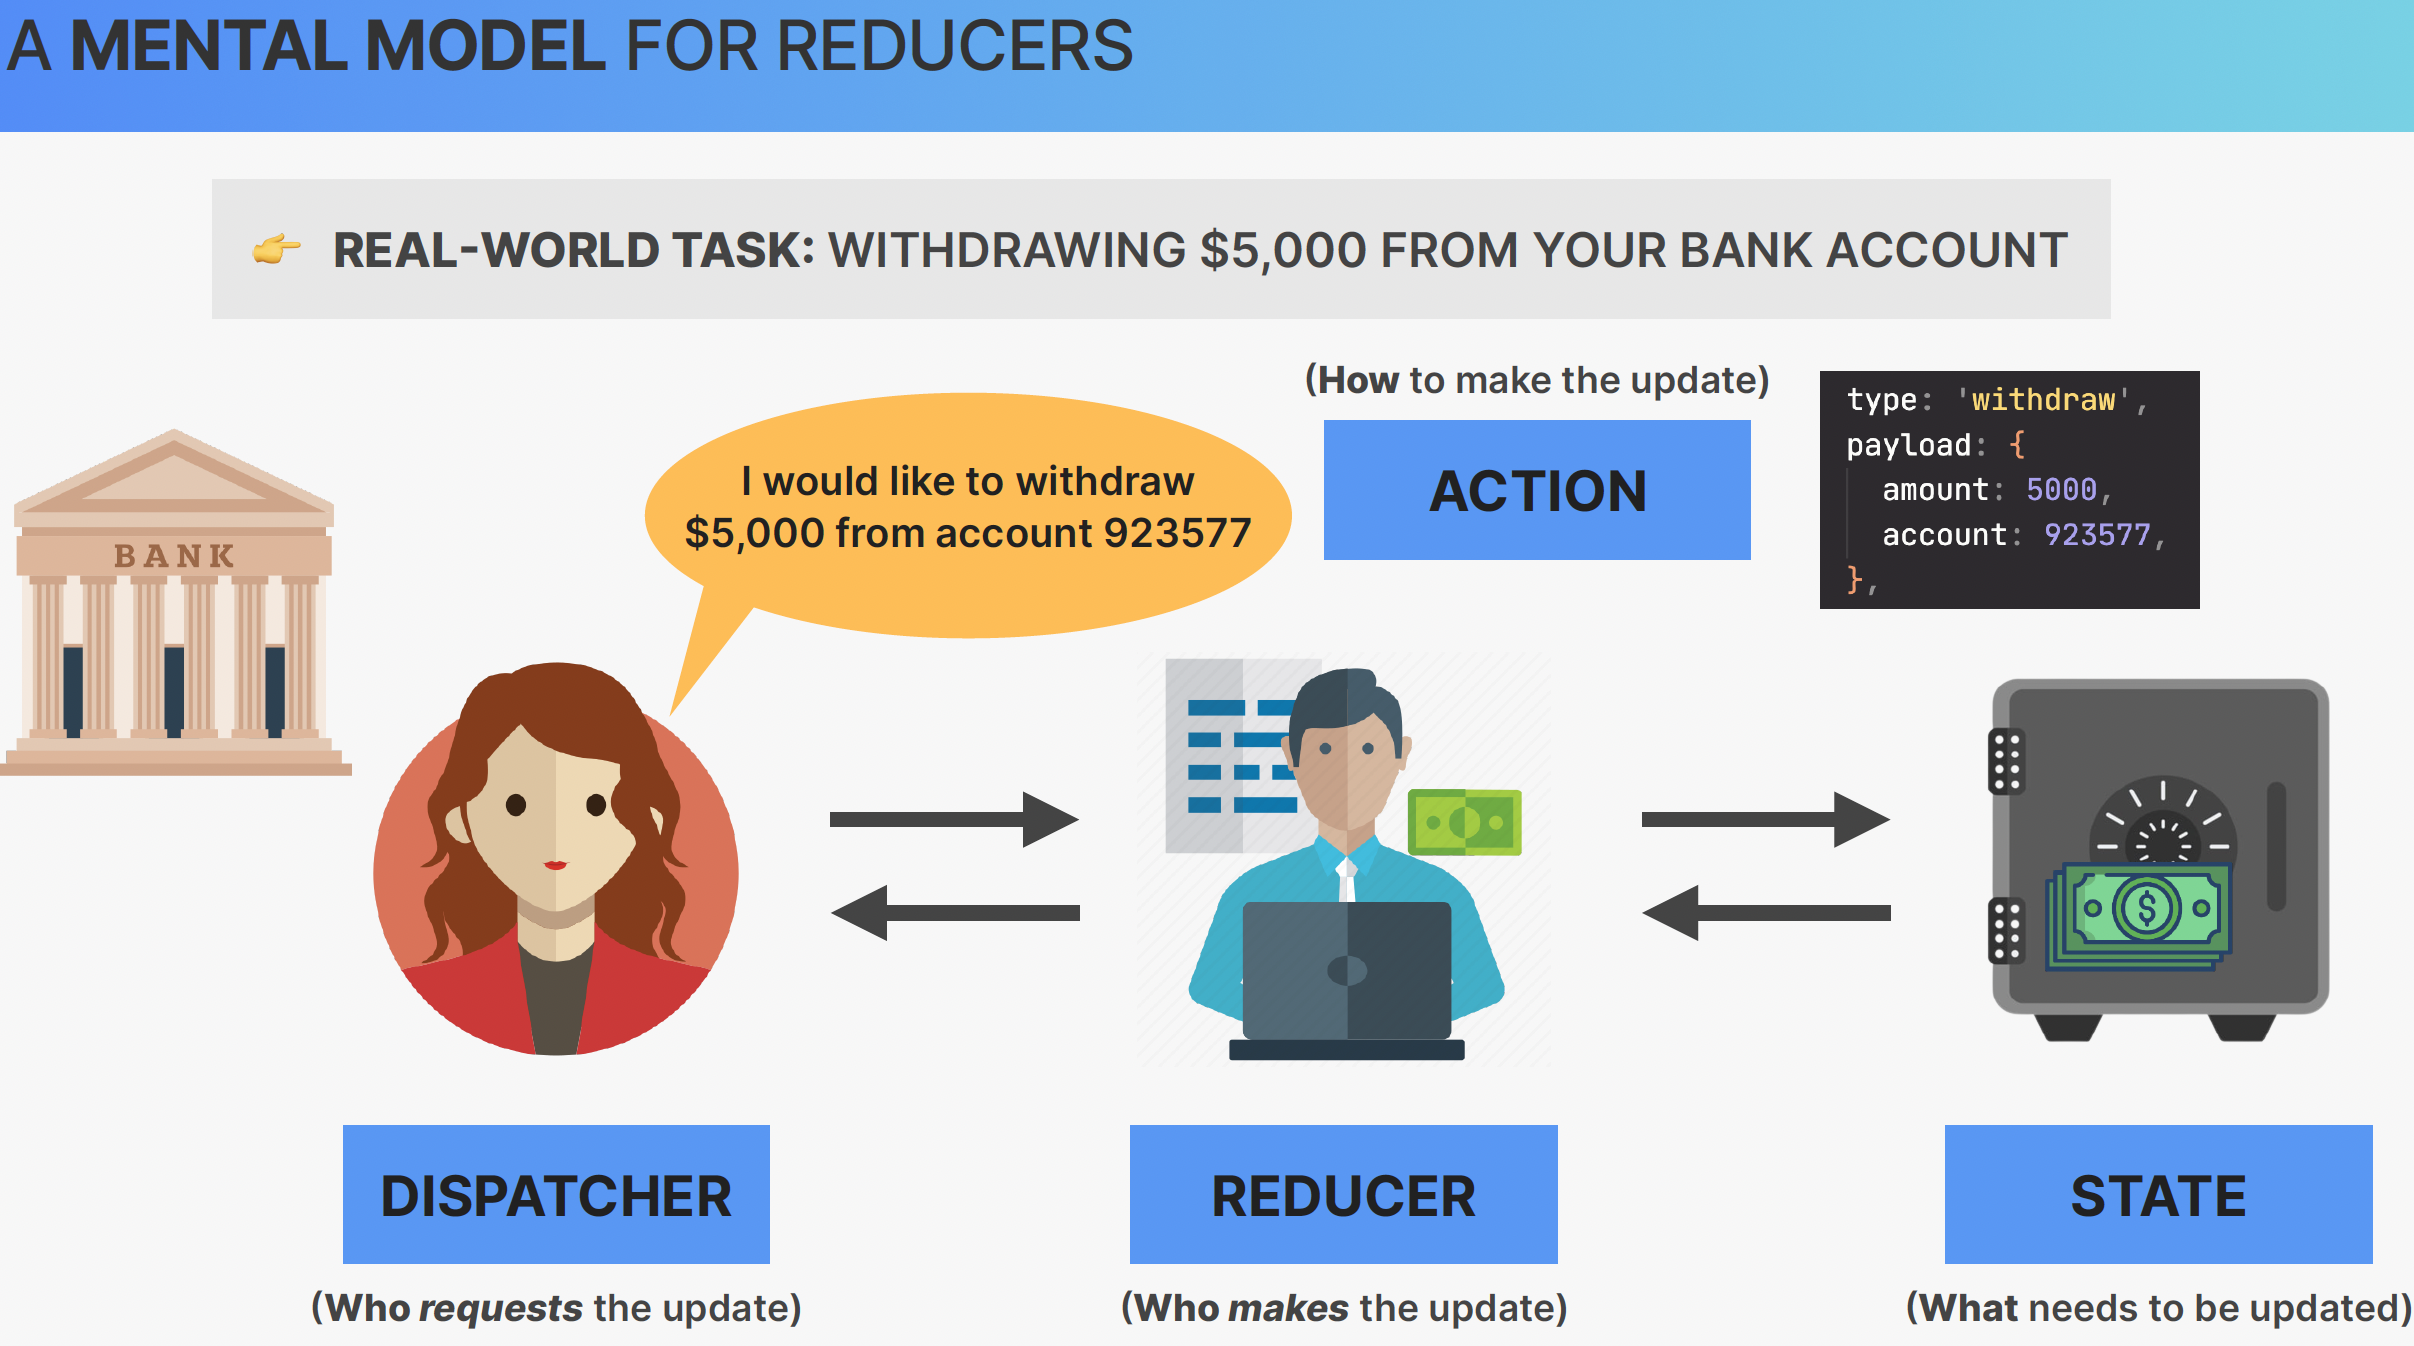 A MENTAL MODEL FOR REDUCERS
👉 REAL-WORLD TASK: WITHDRAWING $5,000 FROM YOUR BANK ACCOUNT
(How to make the update)
ACTION
type: 'withdraw',
payload: {
amount: 5000,
account: 923577,
},
I would like to withdraw
$5,000 from account 923577
BANK
DISPATCHER
(Who requests the update)
REDUCER
(Who makes the update)
STATE
(What needs to be updated)